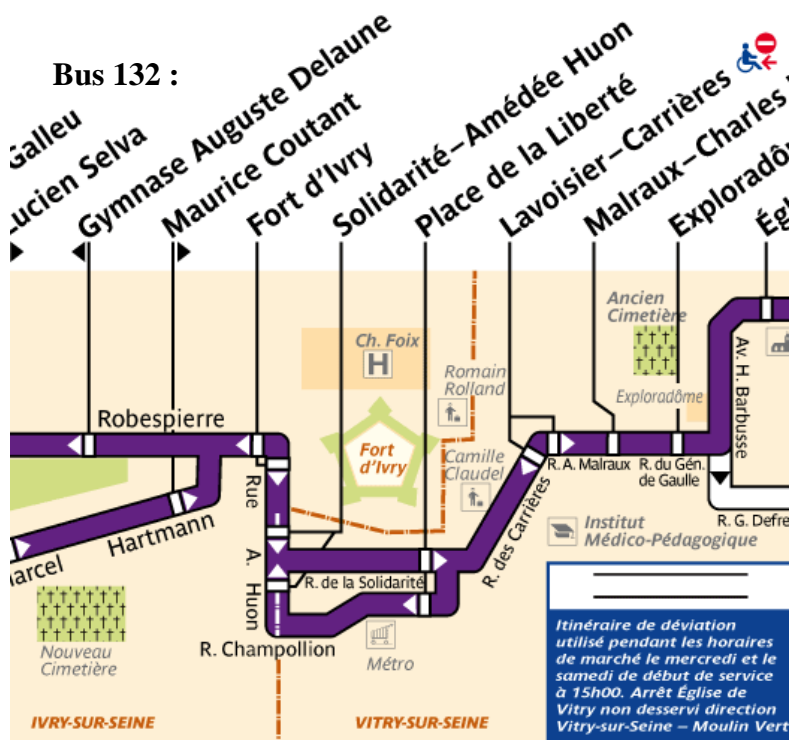 Bus 132 :
Galleu
Lucien Selva
Gymnase Auguste Delaune
Maurice Coutant
Fort d'Ivry
Solidarité–Amédée Huon
Place de la Liberté
Lavoisier–Carrières
Malraux–Charles
Exploradôm
Égl
Ancien
Cimetière
Ch. Foix
H
Romain
Rolland
Exploradôme
Av. H. Barbusse
Robespierre
Fort
d'Ivry
Camille
Claudel
R. A. Malraux
R. du Gén.
de Gaulle
Rue A. Huon
R. des Carrières
Hartmann
arcel
R. G. Defre
Institut
Médico-Pédagogique
R. de la Solidarité
R. Champollion
Métro
Nouveau
Cimetière
Itinéraire de déviation
utilisé pendant les horaires
de marché le mercredi et le
samedi de début de service
à 15h00. Arrêt Église de
Vitry non desservi direction
Vitry-sur-Seine – Moulin Vert
IVRY-SUR-SEINE
VITRY-SUR-SEINE